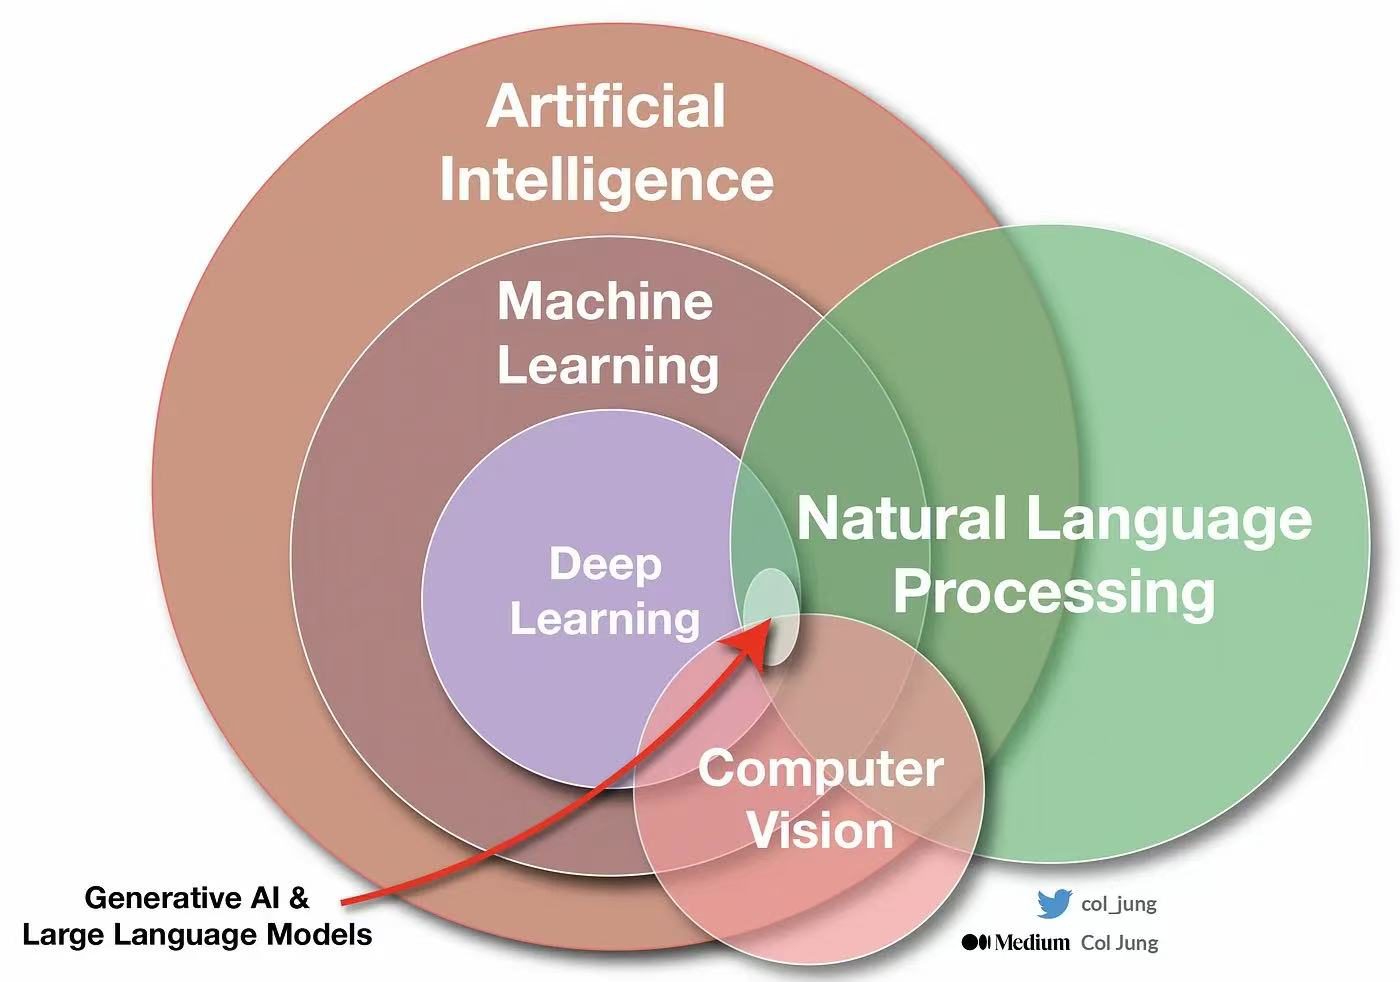 Artificial
Intelligence
Machine
Learning
Deep
Learning
Natural Language
Processing
Computer
Vision
Generative AI &
Large Language Models
col_jung
Medium Col Jung